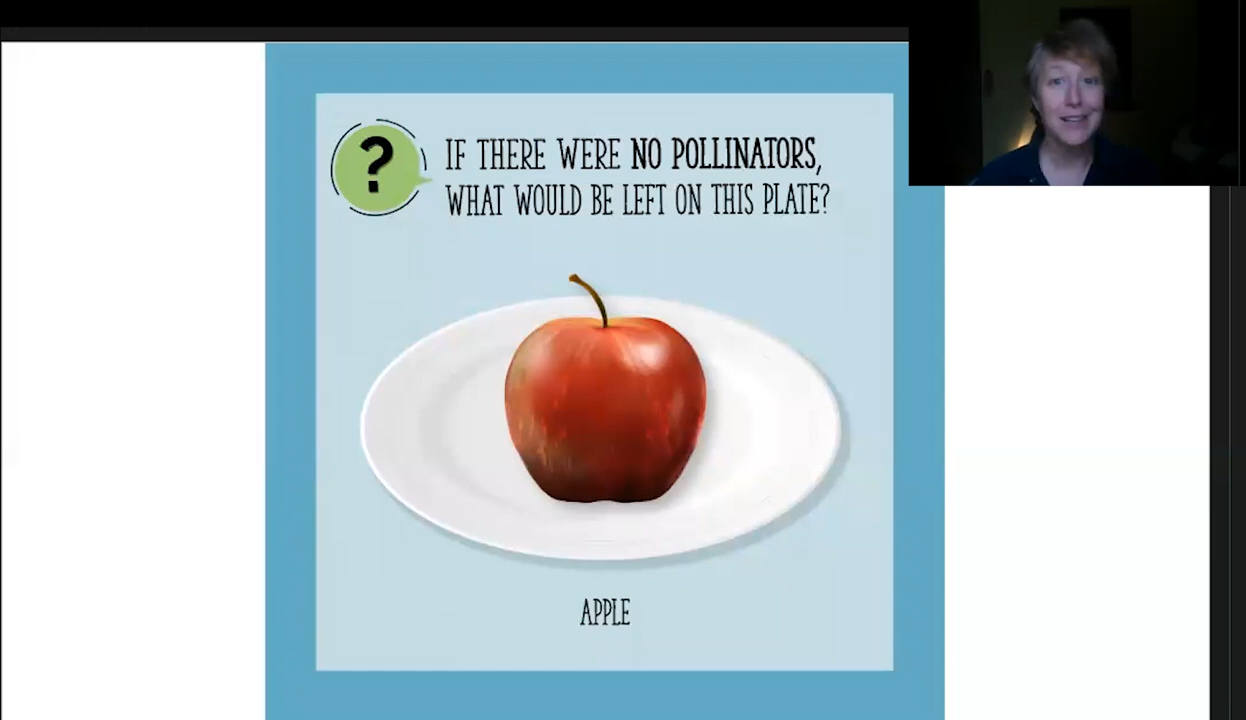 ?
IF THERE WERE NO POLLINATORS,
WHAT WOULD BE LEFT ON THIS PLATE?
APPLE